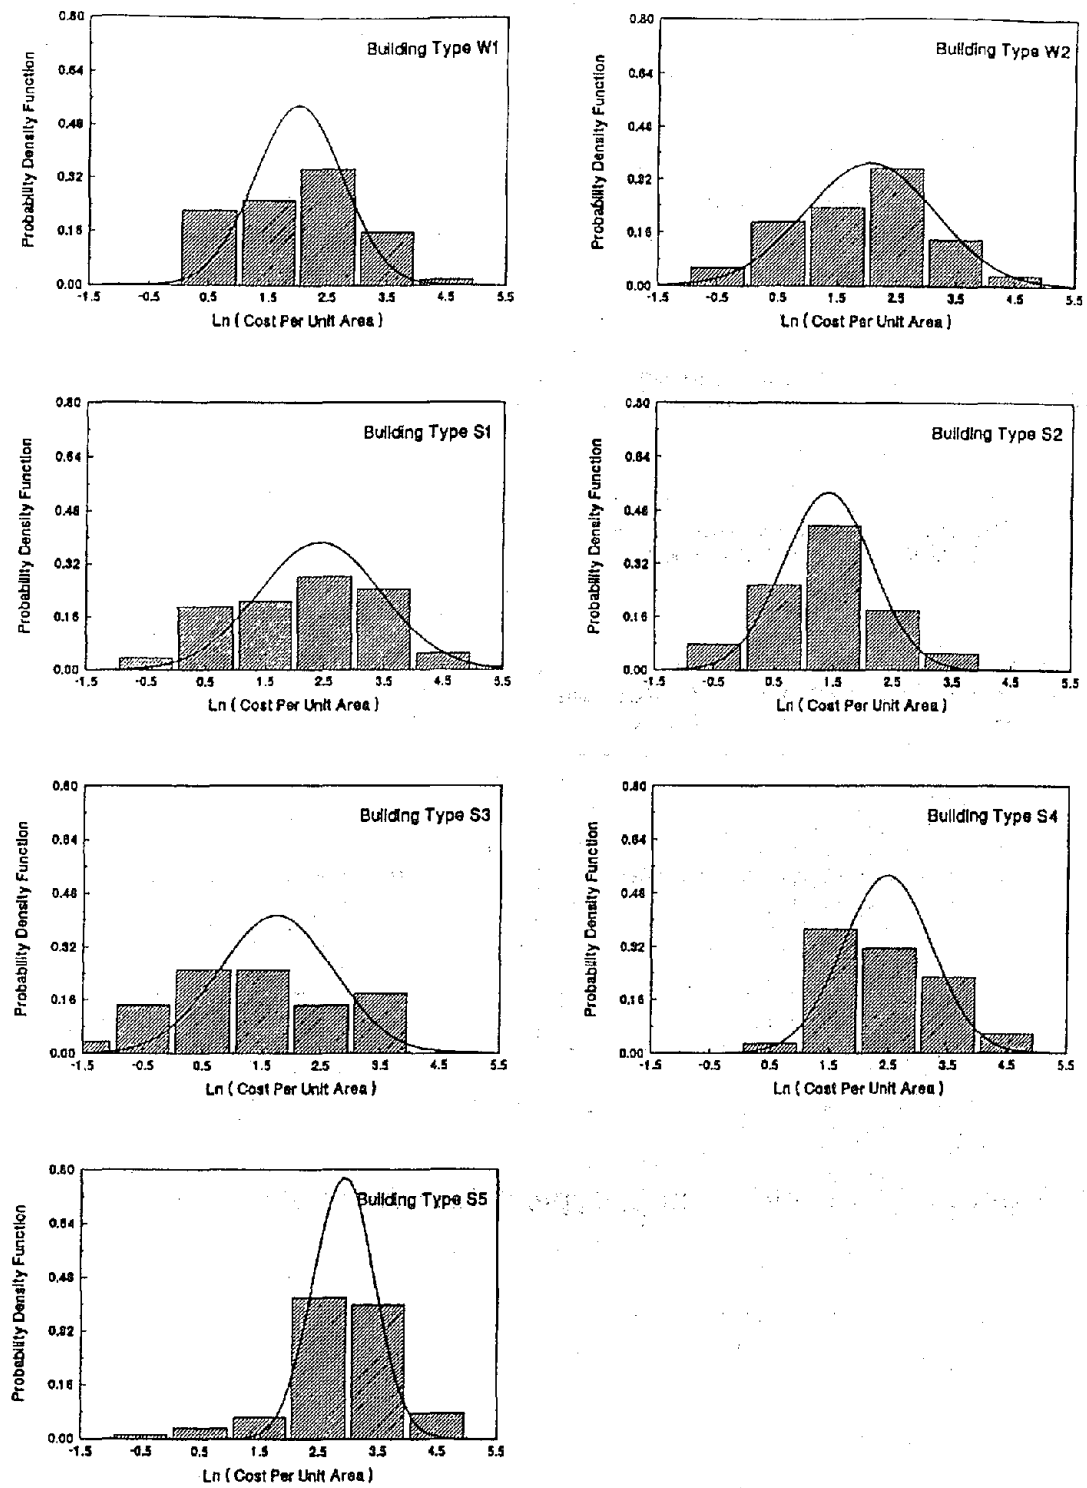 0.80
Building Type W1
0.64
0.48
0.32
0.16
0.00
Probability Density Function
-1.5 -0.5 0.5 1.5 2.5 3.5 4.5 5.5
Ln ( Cost Per Unit Area )
0.80
Building Type W2
0.64
0.48
0.32
0.16
0.00
Probability Density Function
-1.5 -0.5 0.5 1.5 2.5 3.5 4.5 5.5
Ln ( Cost Per Unit Area )
0.80
Building Type S1
0.64
0.48
0.32
0.16
0.00
Probability Density Function
-1.5 -0.5 0.5 1.5 2.5 3.5 4.5 5.5
Ln ( Cost Per Unit Area )
0.80
Building Type S2
0.64
0.48
0.32
0.16
0.00
Probability Density Function
-1.5 -0.5 0.5 1.5 2.5 3.5 4.5 5.5
Ln ( Cost Per Unit Area )
0.80
Building Type S3
0.64
0.48
0.32
0.16
0.00
Probability Density Function
-1.5 -0.5 0.5 1.5 2.5 3.5 4.5 5.5
Ln ( Cost Per Unit Area )
0.80
Building Type S4
0.64
0.48
0.32
0.16
0.00
Probability Density Function
-1.5 -0.5 0.5 1.5 2.5 3.5 4.5 5.5
Ln ( Cost Per Unit Area )
0.80
Building Type S5
0.64
0.48
0.32
0.16
0.00
Probability Density Function
-1.5 -0.5 0.5 1.5 2.5 3.5 4.5 5.5
Ln ( Cost Per Unit Area )